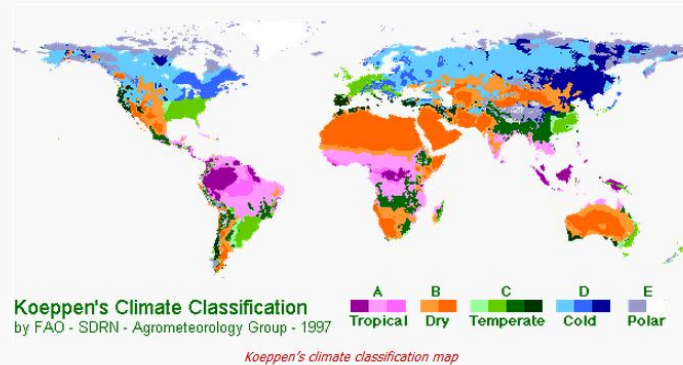 Koeppen's Climate Classification
by FAO - SDRN - Agrometeorology Group - 1997
A B C D E
Tropical Dry Temperate Cold Polar
Koeppen's climate classification map